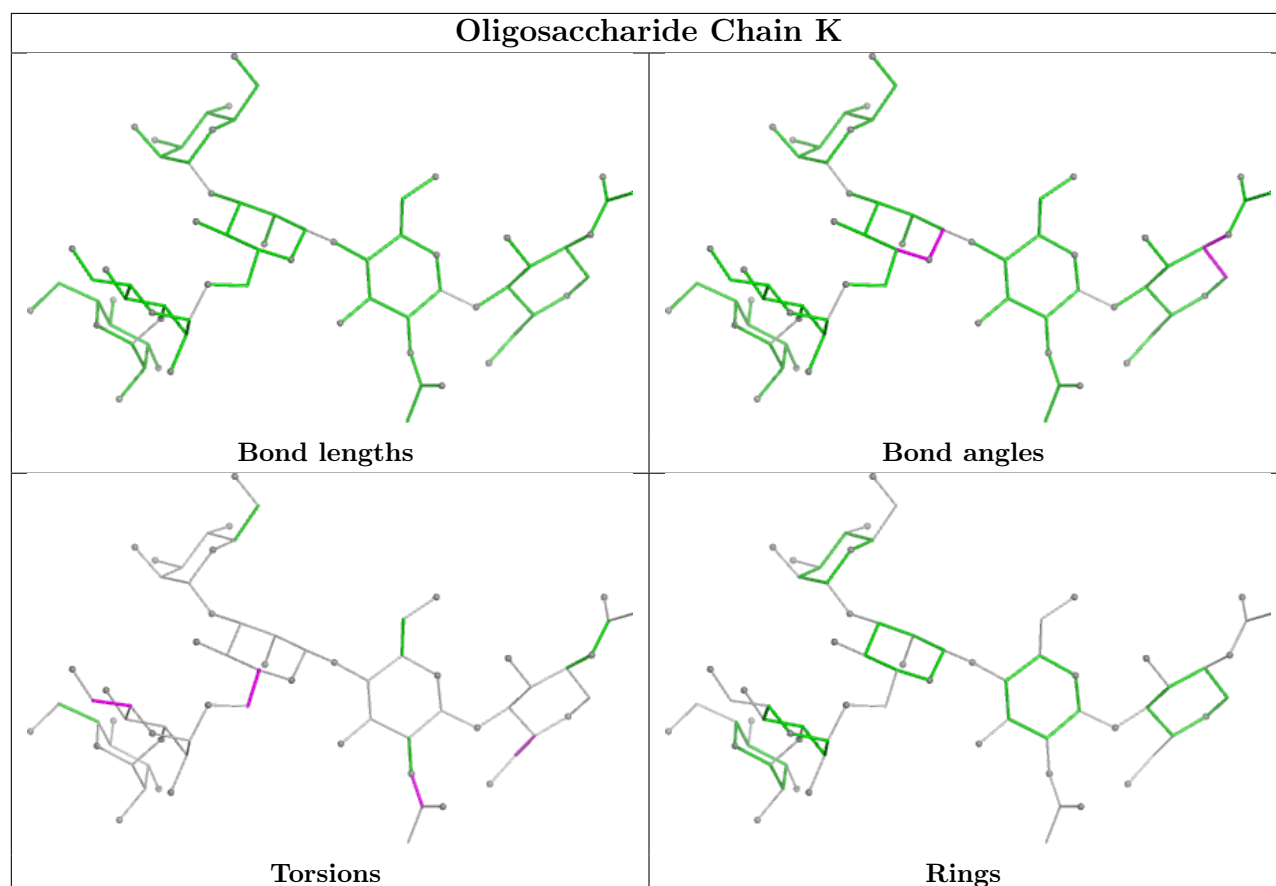 Oligosaccharide Chain K
Bond lengths
Bond angles
Torsions
Rings